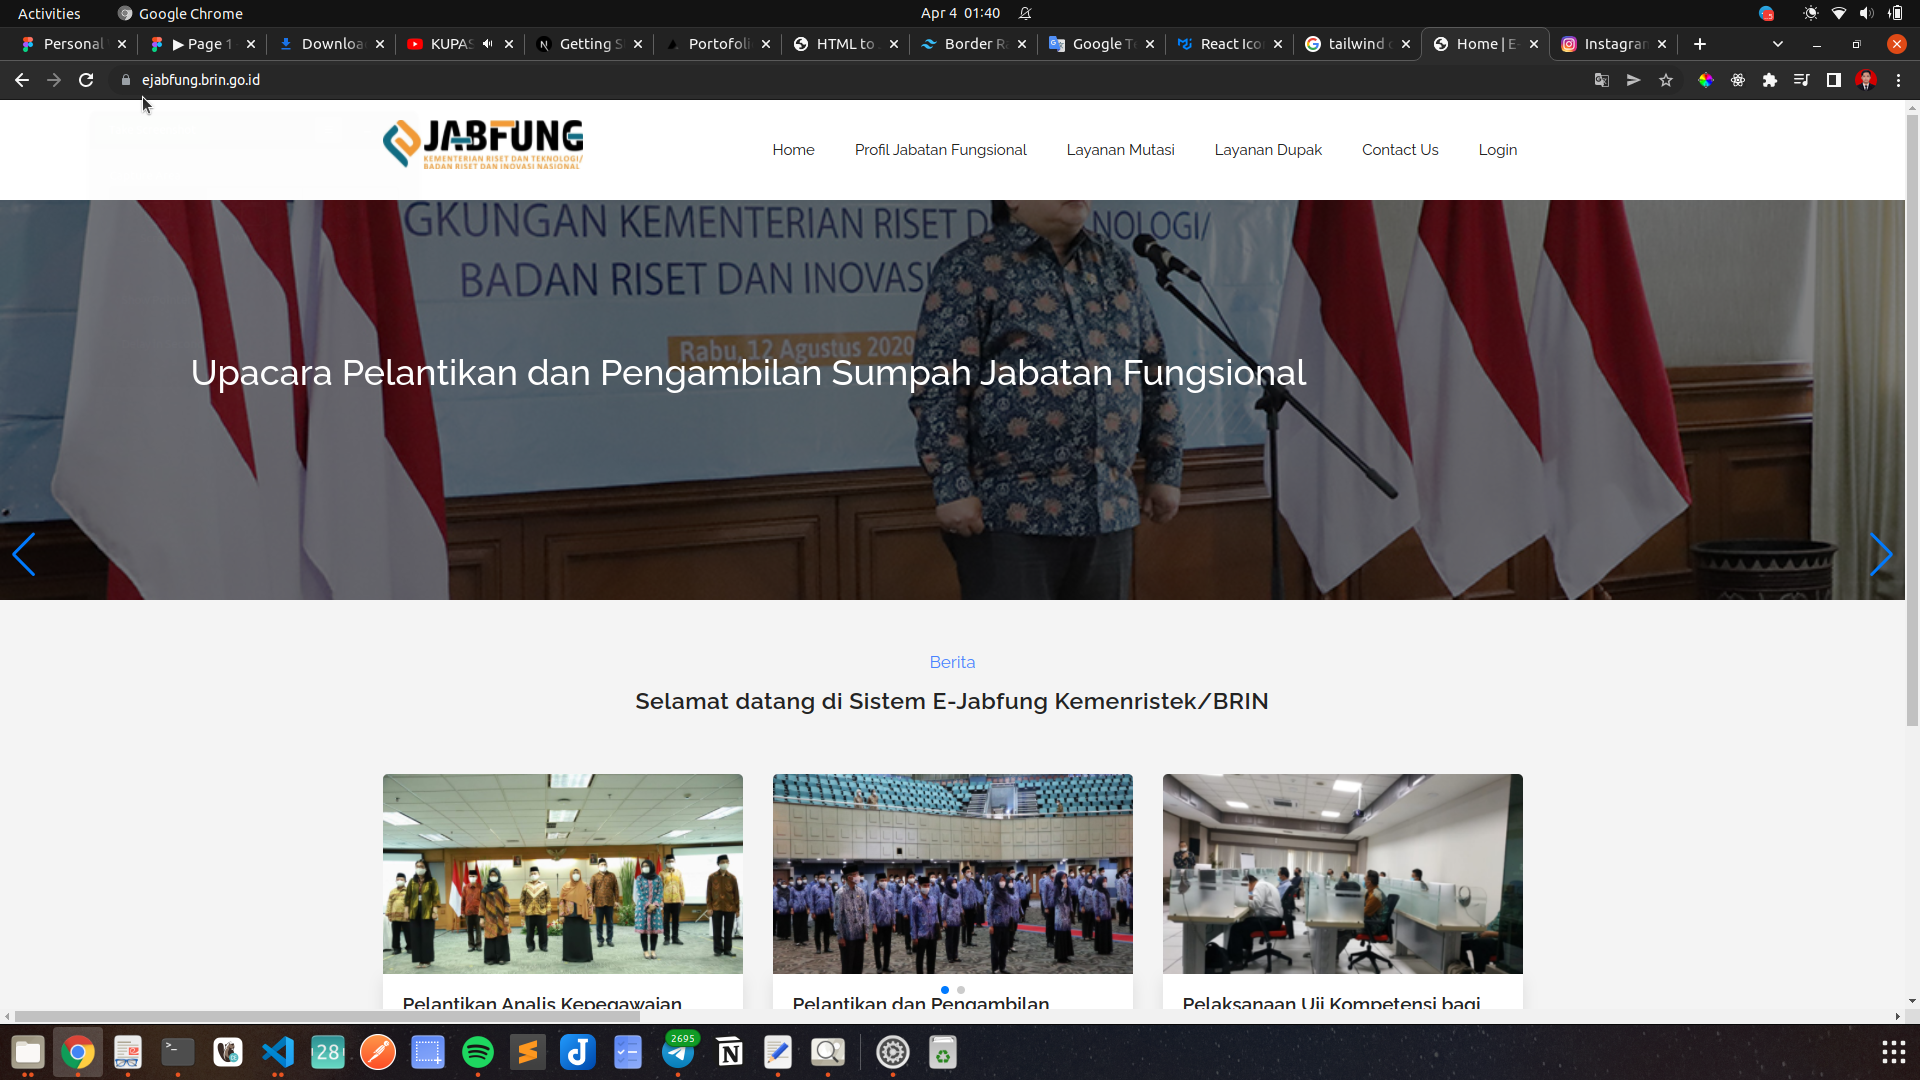 Activities
Google Chrome
Apr 4 01:40
Personal
▶ Page 1
Downloa
KUPAS
Getting S
Portofoli
HTML to
Border R
Google T
React Ico
tailwind c
Home | E-
Instagram
ejabfung.brin.go.id
JABFUNG
KEMENTERIAN RISET DAN TEKNOLOGI/
BADAN RISET DAN INOVASI NASIONAL
Home
Profil Jabatan Fungsional
Layanan Mutasi
Layanan Dupak
Contact Us
Login
GKUNGAN KEMENTERIAN RISET D NOLOGI/
BADAN RISET DAN INOVASI
Rabu, 12 Agustus 2020
Upacara Pelantikan dan Pengambilan Sumpah Jabatan Fungsional
Berita
Selamat datang di Sistem E-Jabfung Kemenristek/BRIN
Pelantikan Analis Kepegawaian
Pelantikan dan Pengambilan
Pelaksanaan Uji Kompetensi bagi
28
2695